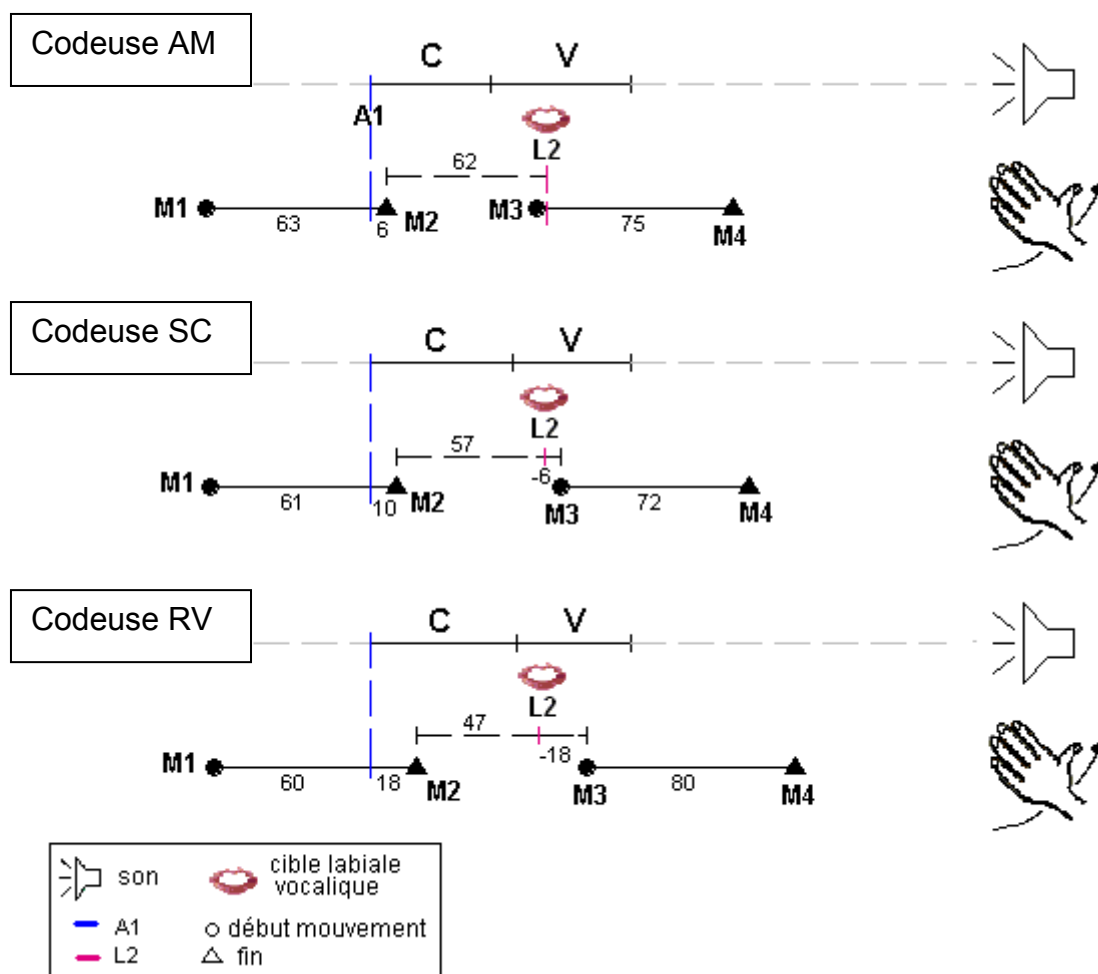 Codeuse AM
C V
A1
L2
62
M1 M2 M3
63 6 75
M4
Codeuse SC
C V
L2
57
-6
M1 M2
61 10 72
M3 M4
Codeuse RV
C V
L2
47
-18
M1 M2
60 18 80
M3 M4
son cible labiale
vocalique
A1 début mouvement
L2 fin